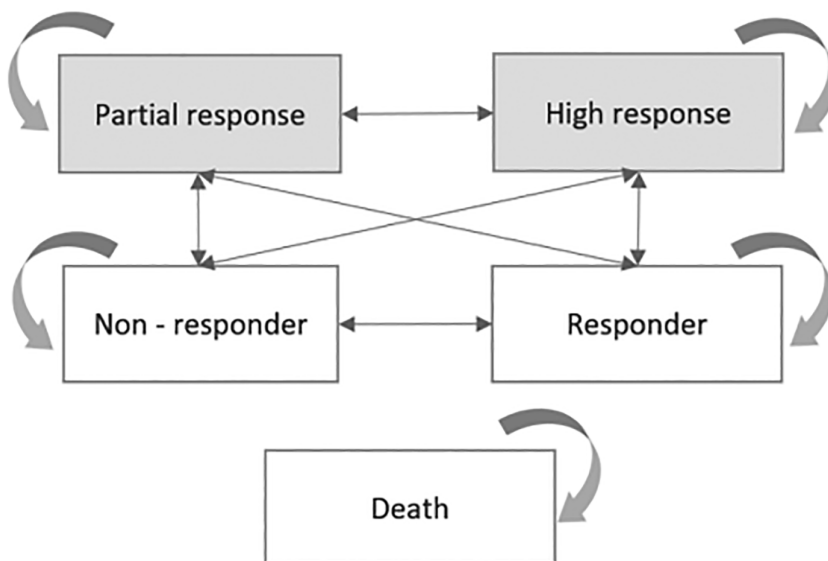 Partial response
High response
Non - responder
Responder
Death